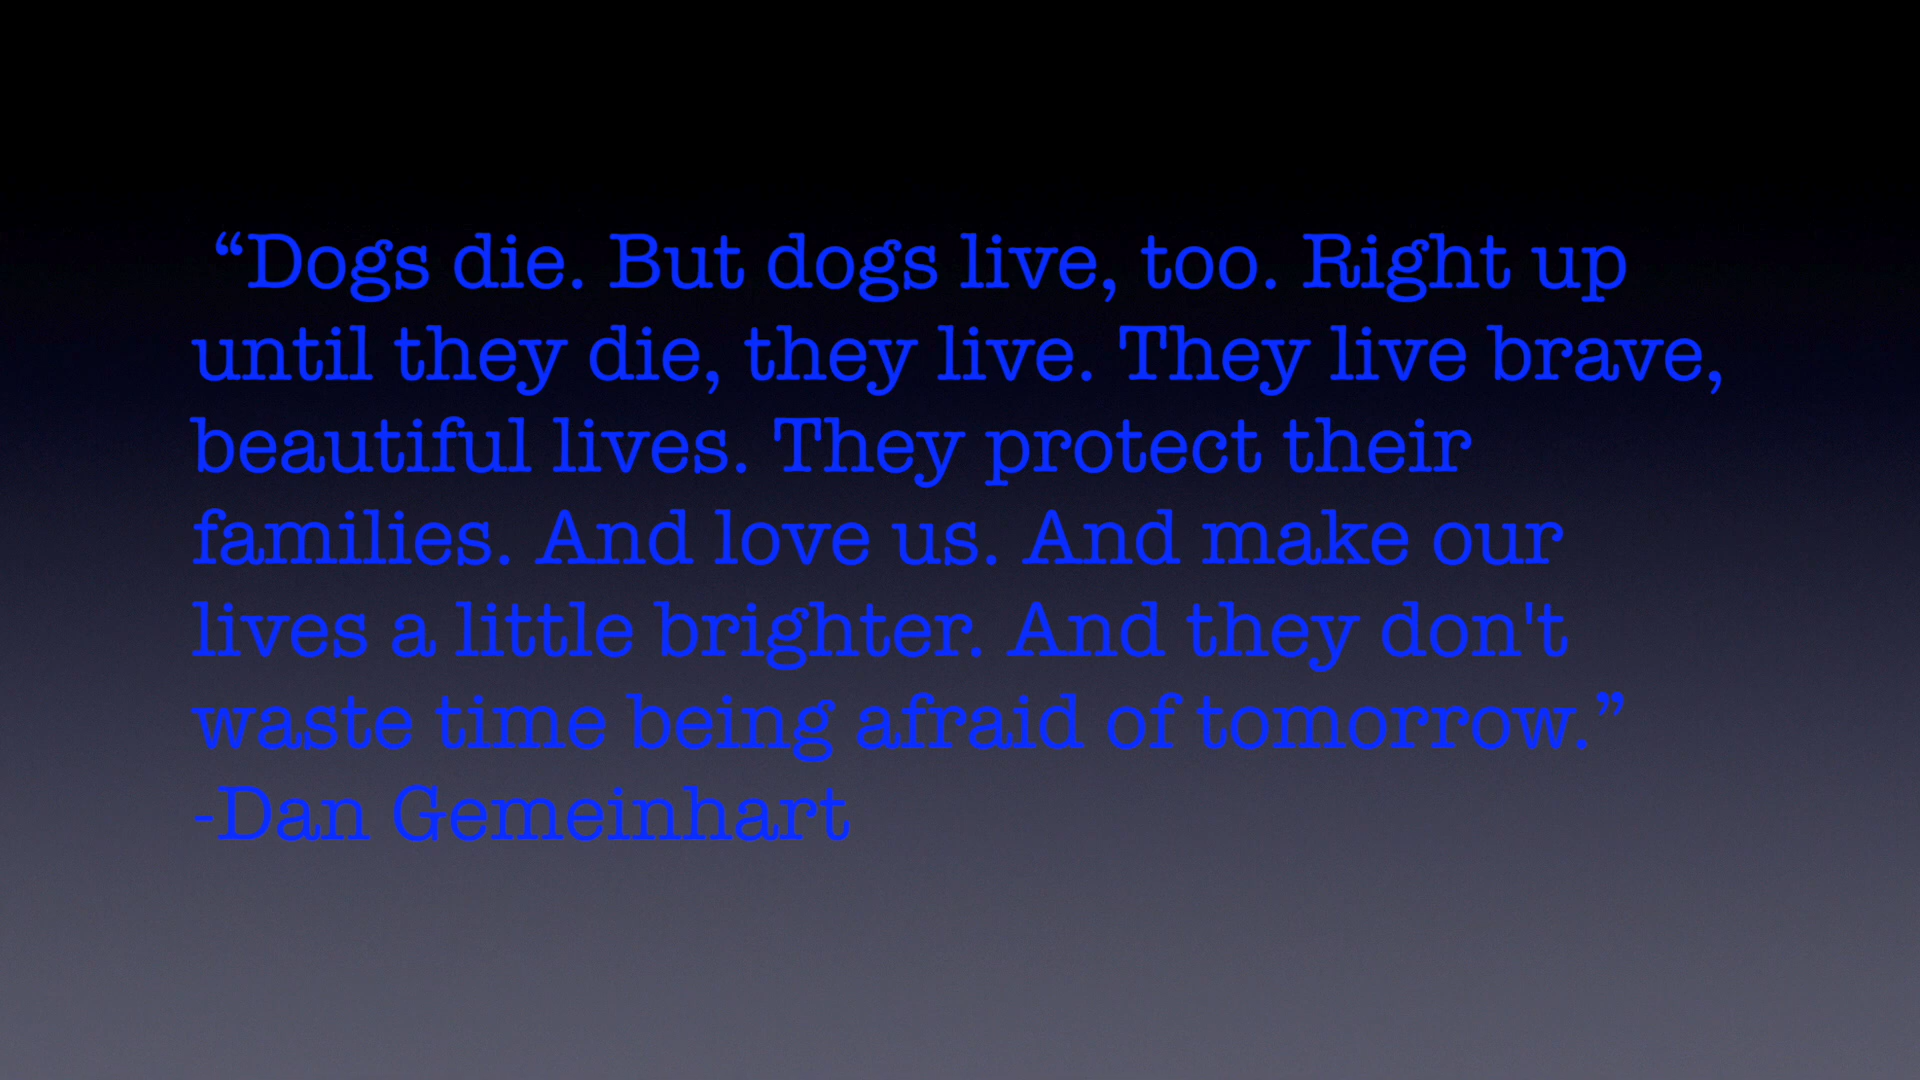 “Dogs die. But dogs live, too. Right up
until they die, they live. They live brave,
beautiful lives. They protect their
families. And love us. And make our
lives a little brighter. And they don't
waste time being afraid of tomorrow.”
-Dan Gemeinhart